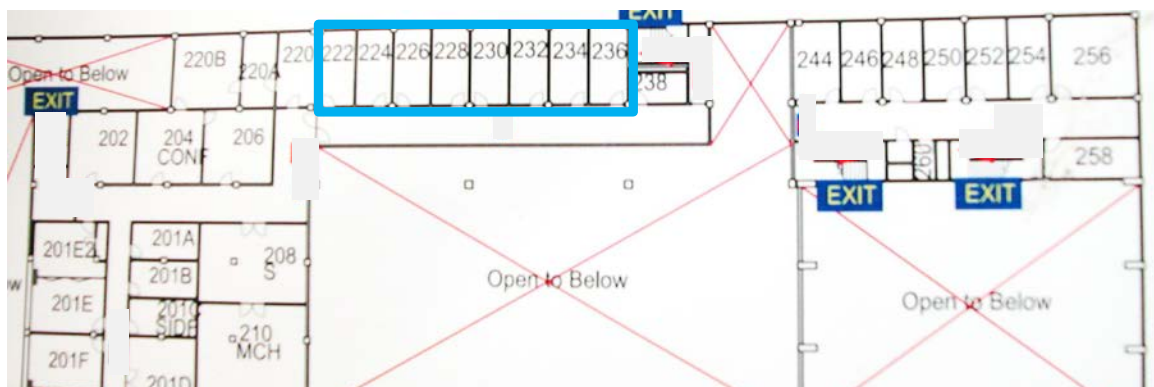 EXIT
220B
220A
220
222
224
226
228
230
232
234
236
238
244
246
248
250
252
254
256
Open to Below
EXIT
202
204
CONF
206
260
258
EXIT
EXIT
201E2
201A
208
S
201B
Open to Below
201E
201C
SIDE
Open to Below
210
MCH
201F
201D